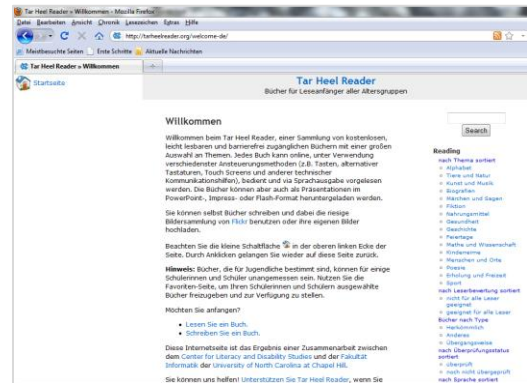 Tar Heel Reader » Willkommen - Mozilla Firefox
Datei Bearbeiten Ansicht Chronik Lesezeichen Extras Hilfe
http://tarheelreader.org/welcome-de/
Meistbesuchte Seiten Erste Schritte Aktuelle Nachrichten
Tar Heel Reader » Willkommen
Startseite
Tar Heel Reader
Bücher für Leseanfänger aller Altersgruppen
Willkommen
Willkommen beim Tar Heel Reader, einer Sammlung von kostenlosen,
leicht lesbaren und barrierefrei zugänglichen Büchern mit einer großen
Auswahl an Themen. Jedes Buch kann online, unter Verwendung
verschiedenster Ansteuerungsmethoden (z.B. Tasten, alternativer
Tastaturen, Touch Screens und anderer technischer
Kommunikationshilfen), bedient und via Sprachausgabe vorgelesen
werden. Die Bücher können aber auch als Präsentationen im
PowerPoint-, Impress- oder Flash-Format heruntergeladen werden.
Sie können selbst Bücher schreiben und dabei die riesige
Bildersammlung von Flickr benutzen oder ihre eigenen Bilder
hochladen.
Beachten Sie die kleine Schaltfläche in der oberen linken Ecke der
Seite. Durch Anklicken gelangen Sie wieder auf diese Seite zurück.
Hinweis: Bücher, die für Jugendliche bestimmt sind, können für einige
Schülerinnen und Schüler unangemessen sein. Nutzen Sie die
Favoriten-Seite, um Ihren Schülerinnen und Schülern ausgewählte
Bücher freizugeben und zur Verfügung zu stellen.
Möchten Sie anfangen?
Lesen Sie ein Buch.
Schreiben Sie ein Buch.
Diese Internetseite ist das Ergebnis einer Zusammenarbeit zwischen
dem Center for Literacy and Disability Studies und der Fakultät
Informatik der University of North Carolina at Chapel Hill.
Sie können uns helfen! Unterstützen Sie Tar Heel Reader, wenn Sie
Search
Reading
nach Thema sortiert
Alphabet
Tiere und Natur
Kunst und Musik
Biografien
Märchen und Sagen
Fiktion
Nahrungsmittel
Gesundheit
Geschichte
Feiertage
Mathe und Wissenschaft
Kinderreime
Menschen und Orte
Poesie
Erholung und Freizeit
Sport
nach Leserbewertung sortiert
nicht für alle Leser
geeignet
geeignet für alle Leser
Bücher nach Type
Herkömmlich
Anderes
Übergangsweise
nach Überprüfungsstatus
sortiert
überprüft
noch nicht übergeprüft
nach Sprache sortiert